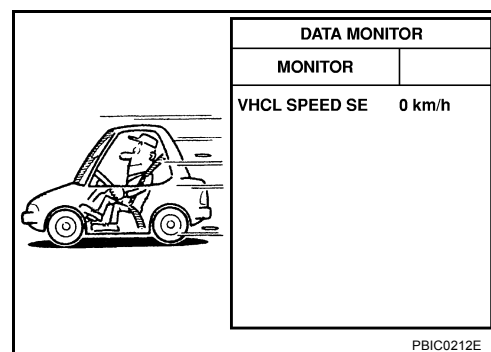 DATA MONITOR
MONITOR
VHCL SPEED SE 0 km/h
PBIC0212E